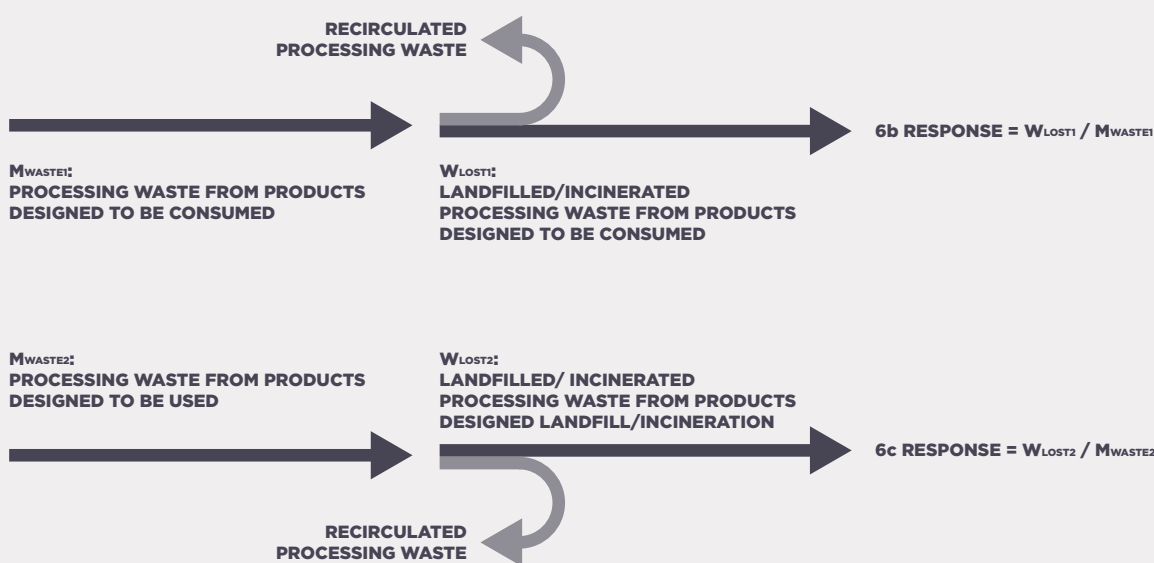 RECIRCULATED
PROCESSING WASTE
MWASTE1:
PROCESSING WASTE FROM PRODUCTS
DESIGNED TO BE CONSUMED
WLOST1:
LANDFILLED/INCINERATED
PROCESSING WASTE FROM PRODUCTS
DESIGNED TO BE CONSUMED
6b RESPONSE = WLOST1 / MWASTE1
MWASTE2:
PROCESSING WASTE FROM PRODUCTS
DESIGNED TO BE USED
WLOST2:
LANDFILLED/ INCINERATED
PROCESSING WASTE FROM PRODUCTS
DESIGNED LANDFILL/INCINERATION
6c RESPONSE = WLOST2 / MWASTE2
RECIRCULATED
PROCESSING WASTE